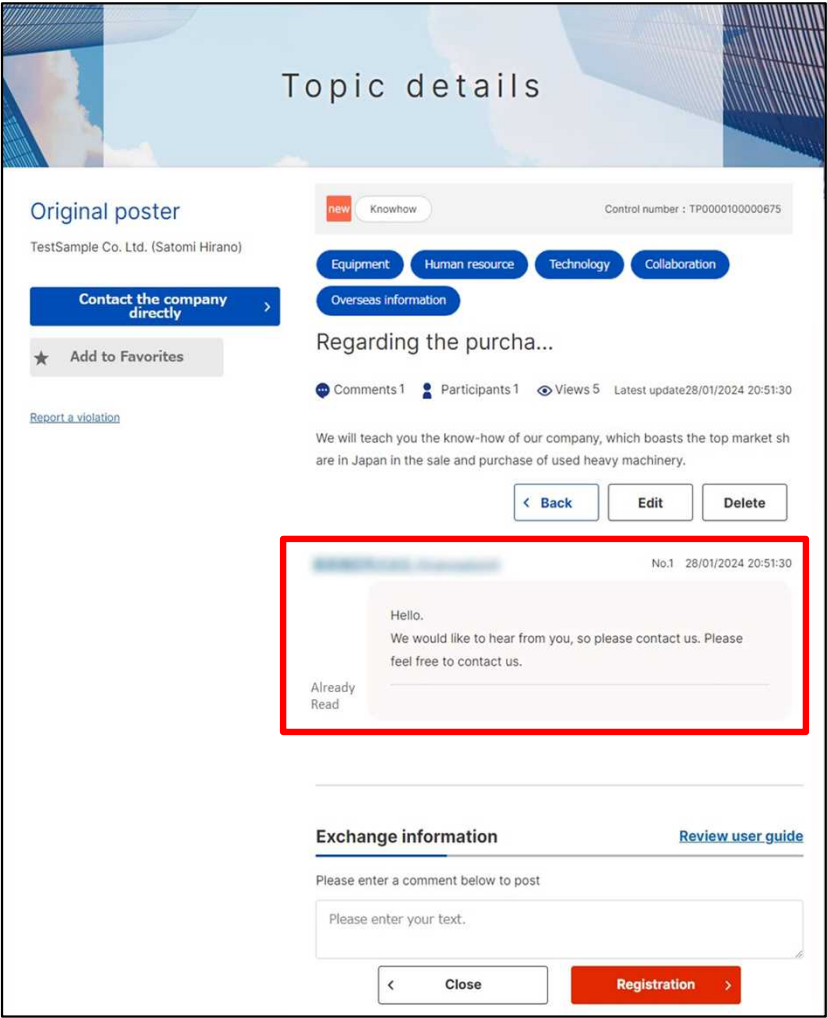 Topic details
Original poster
TestSample Co. Ltd. (Satomi Hirano)
Contact the company
directly
Add to Favorites
Report a violation
new Knowhow Control number : TP0000100000675
Equipment Human resource Technology Collaboration
Overseas information
Regarding the purcha...
Comments 1 Participants 1 Views 5 Latest update28/01/2024 20:51:30
We will teach you the know-how of our company, which boasts the top market sh
are in Japan in the sale and purchase of used heavy machinery.
Back Edit Delete
No.1 28/01/2024 20:51:30
Hello.
We would like to hear from you, so please contact us. Please
feel free to contact us.
Already
Read
Exchange information Review user guide
Please enter a comment below to post
Please enter your text.
Close Registration